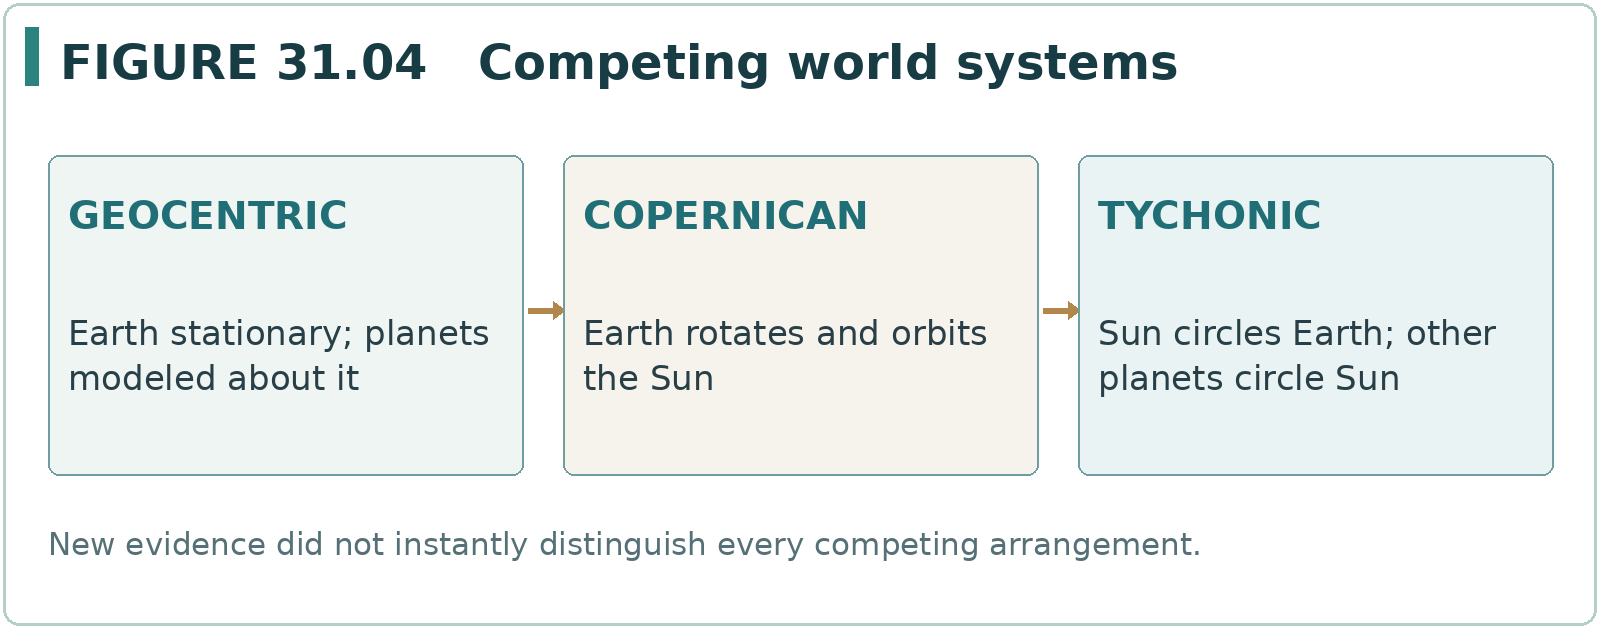 FIGURE 31.04 Competing world systems
GEOCENTRIC
Earth stationary; planets
modeled about it
COPERNICAN
Earth rotates and orbits
the Sun
TYCHONIC
Sun circles Earth; other
planets circle Sun
New evidence did not instantly distinguish every competing arrangement.